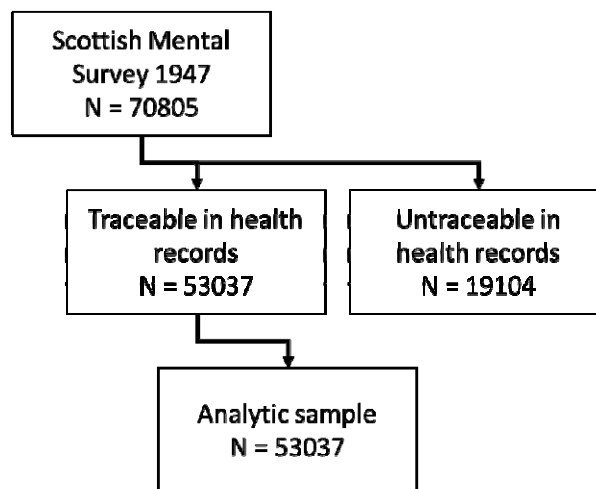 Scottish Mental
Survey 1947
N = 70805
Traceable in health
records
N = 53037
Untraceable in
health records
N = 19104
Analytic sample
N = 53037